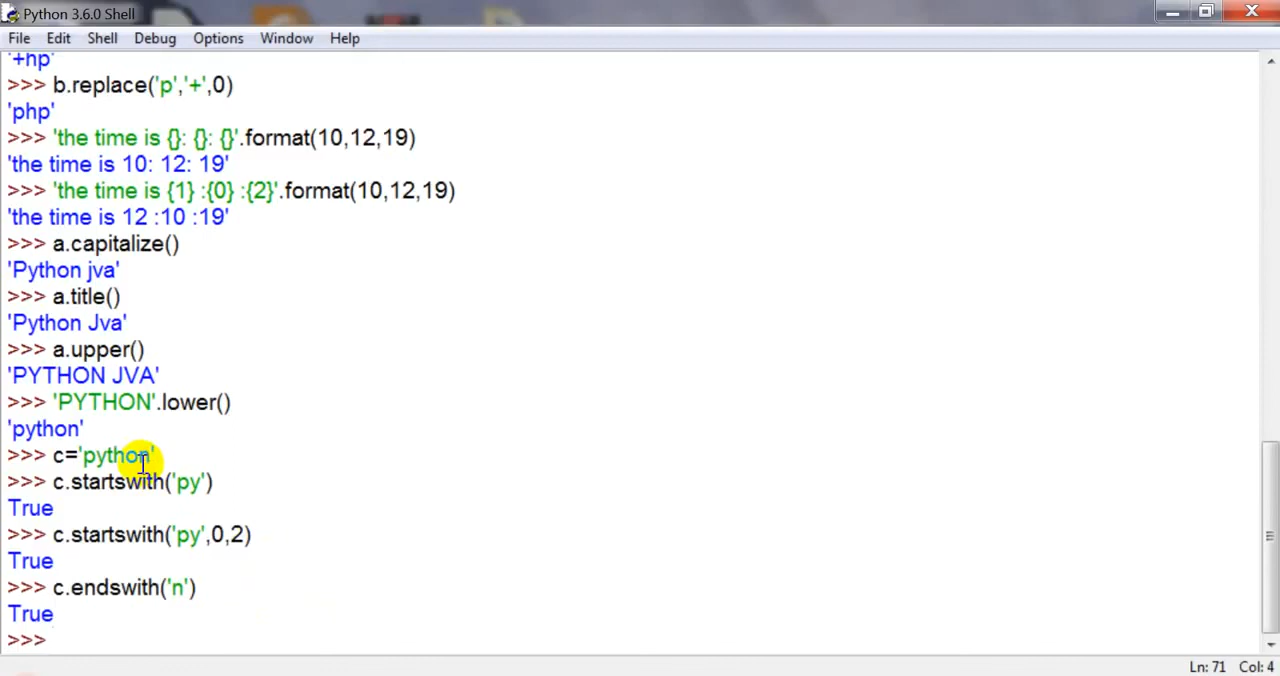 Python 3.6.0 Shell
File Edit Shell Debug Options Window Help
'+hp'
>>> b.replace('p','+',0)
'php'
>>> 'the time is {}: {}: {}'.format(10,12,19)
'the time is 10: 12: 19'
>>> 'the time is {1} :{0} :{2}'.format(10,12,19)
'the time is 12 :10 :19'
>>> a.capitalize()
'Python jva'
>>> a.title()
'Python Jva'
>>> a.upper()
'PYTHON JVA'
>>> 'PYTHON'.lower()
'python'
>>> c='python'
>>> c.startswith('py')
True
>>> c.startswith('py',0,2)
True
>>> c.endswith('n')
True
>>>
Ln: 71 Col: 4